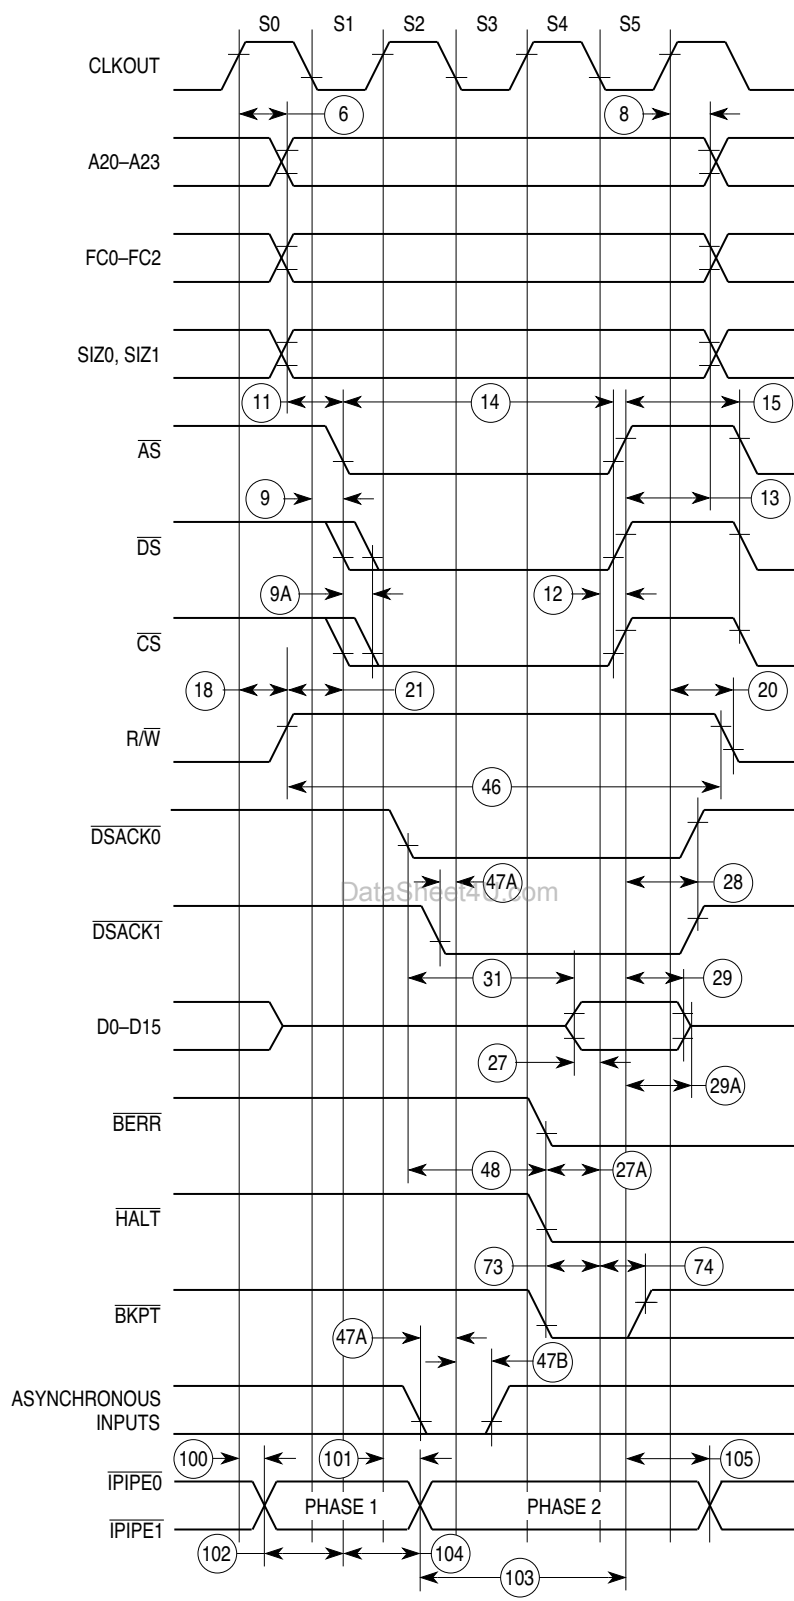 S0 S1 S2 S3 S4 S5
CLKOUT
6 8
A20–A23
FC0–FC2
SIZ0, SIZ1
11 14 15
AS
9 13
DS
9A 12
CS
18 21 20
R/W
46
DSACK0
47A 28
DataSheet4U.com
DSACK1
31 29
D0–D15
27
29A
BERR
48 27A
HALT
73 74
BKPT
47A
47B
ASYNCHRONOUS
INPUTS
100 101 105
IPIPE0
PHASE 1 PHASE 2
IPIPE1
102 104
103